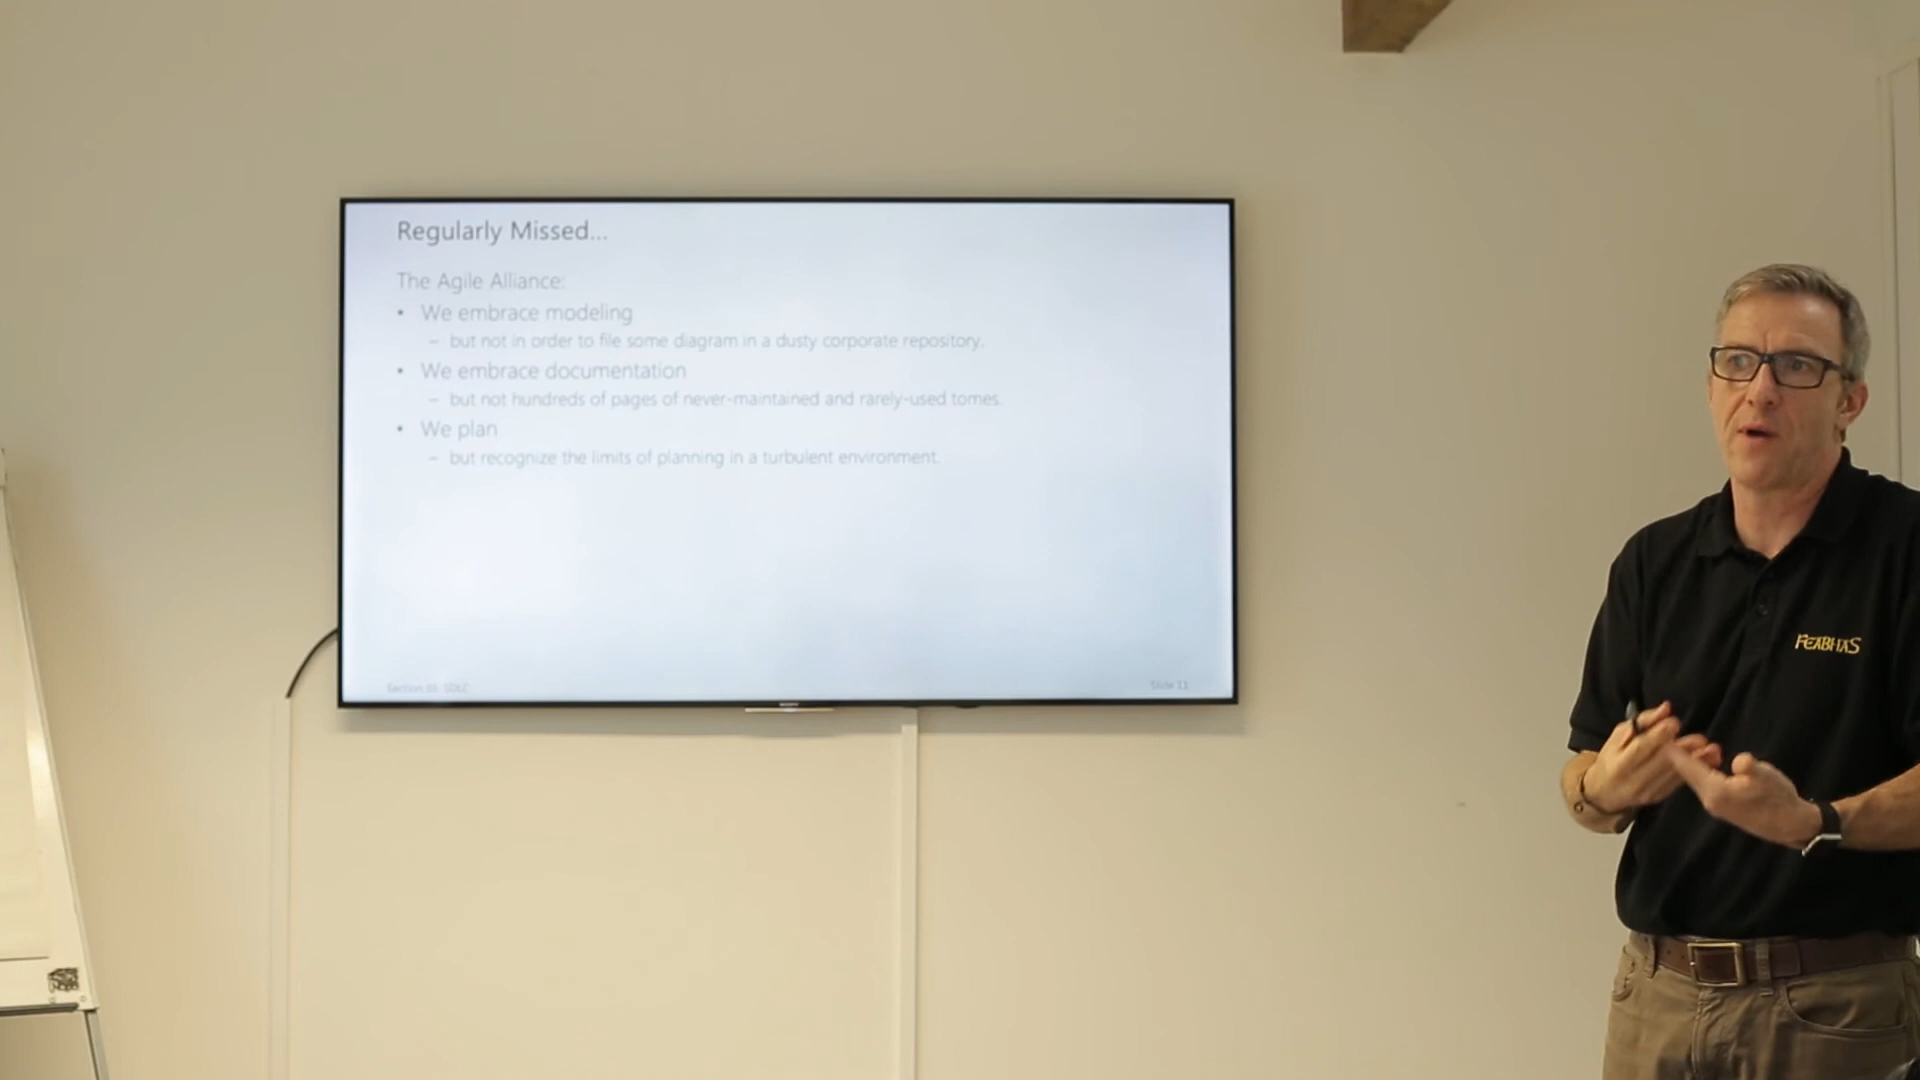 Regularly Missed...
The Agile Alliance:
• We embrace modeling
– but not in order to file some diagram in a dusty corporate repository.
• We embrace documentation
– but not hundreds of pages of never-maintained and rarely-used tomes.
• We plan
– but recognize the limits of planning in a turbulent environment.
Slide 11
FEABHAS